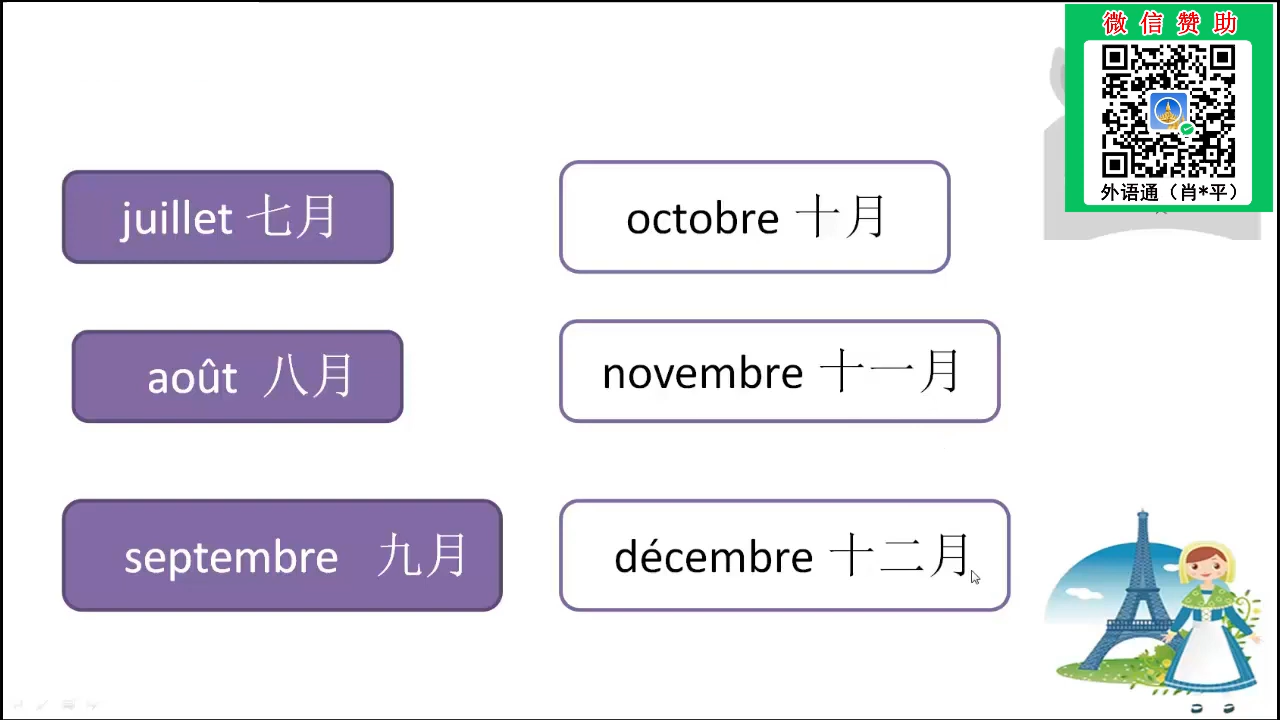 微信赞助
外语通（肖*平）
juillet 七月
octobre 十月
août 八月
novembre 十一月
septembre 九月
décembre 十二月